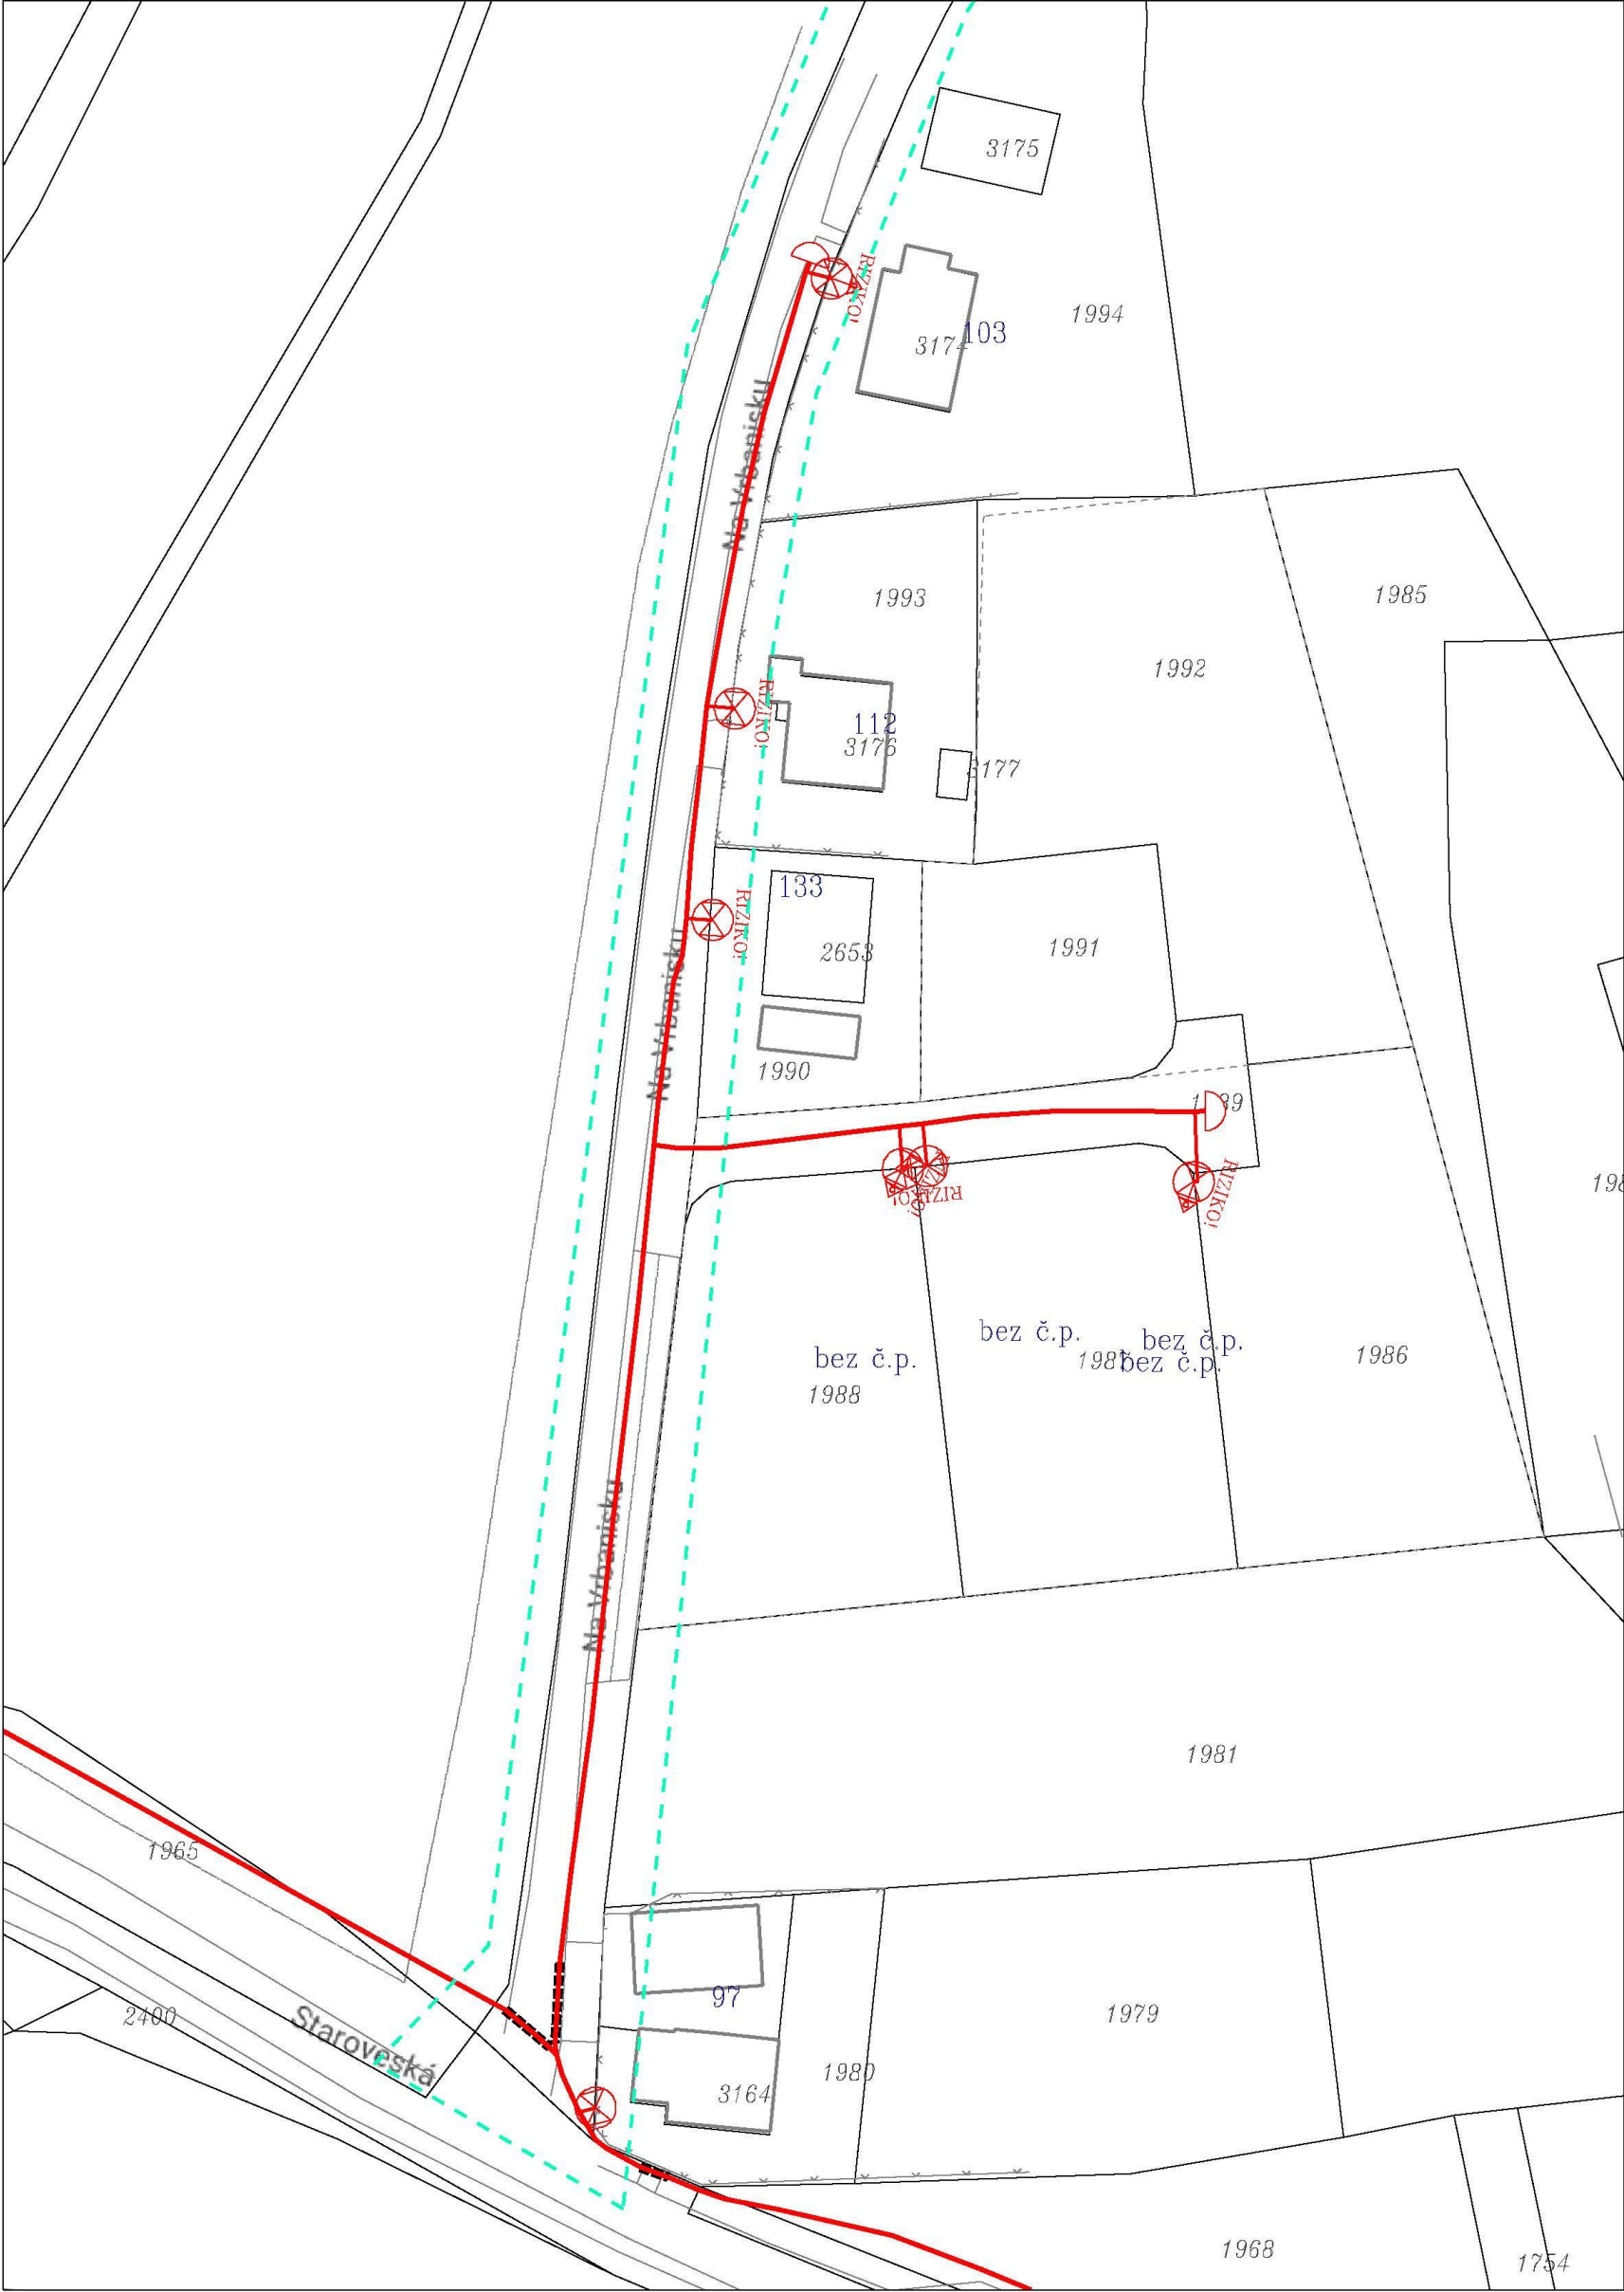 3175
RIZIKO!
1994
103
3174
Na Vrbanisku
1993
1985
1992
RIZIKO!
112
3176
3177
133
RIZIKO!
1991
2653
Na Vrbanisku
1990
RIZIKO!
RIZIKO!
RIZIKO!
bez č.p.
bez č.p.
bez č.p.
bez č.p.
1986
1988
Na Vrbanisku
1981
1965
97
1979
2400
Staroveská
1980
3164
1968
1754